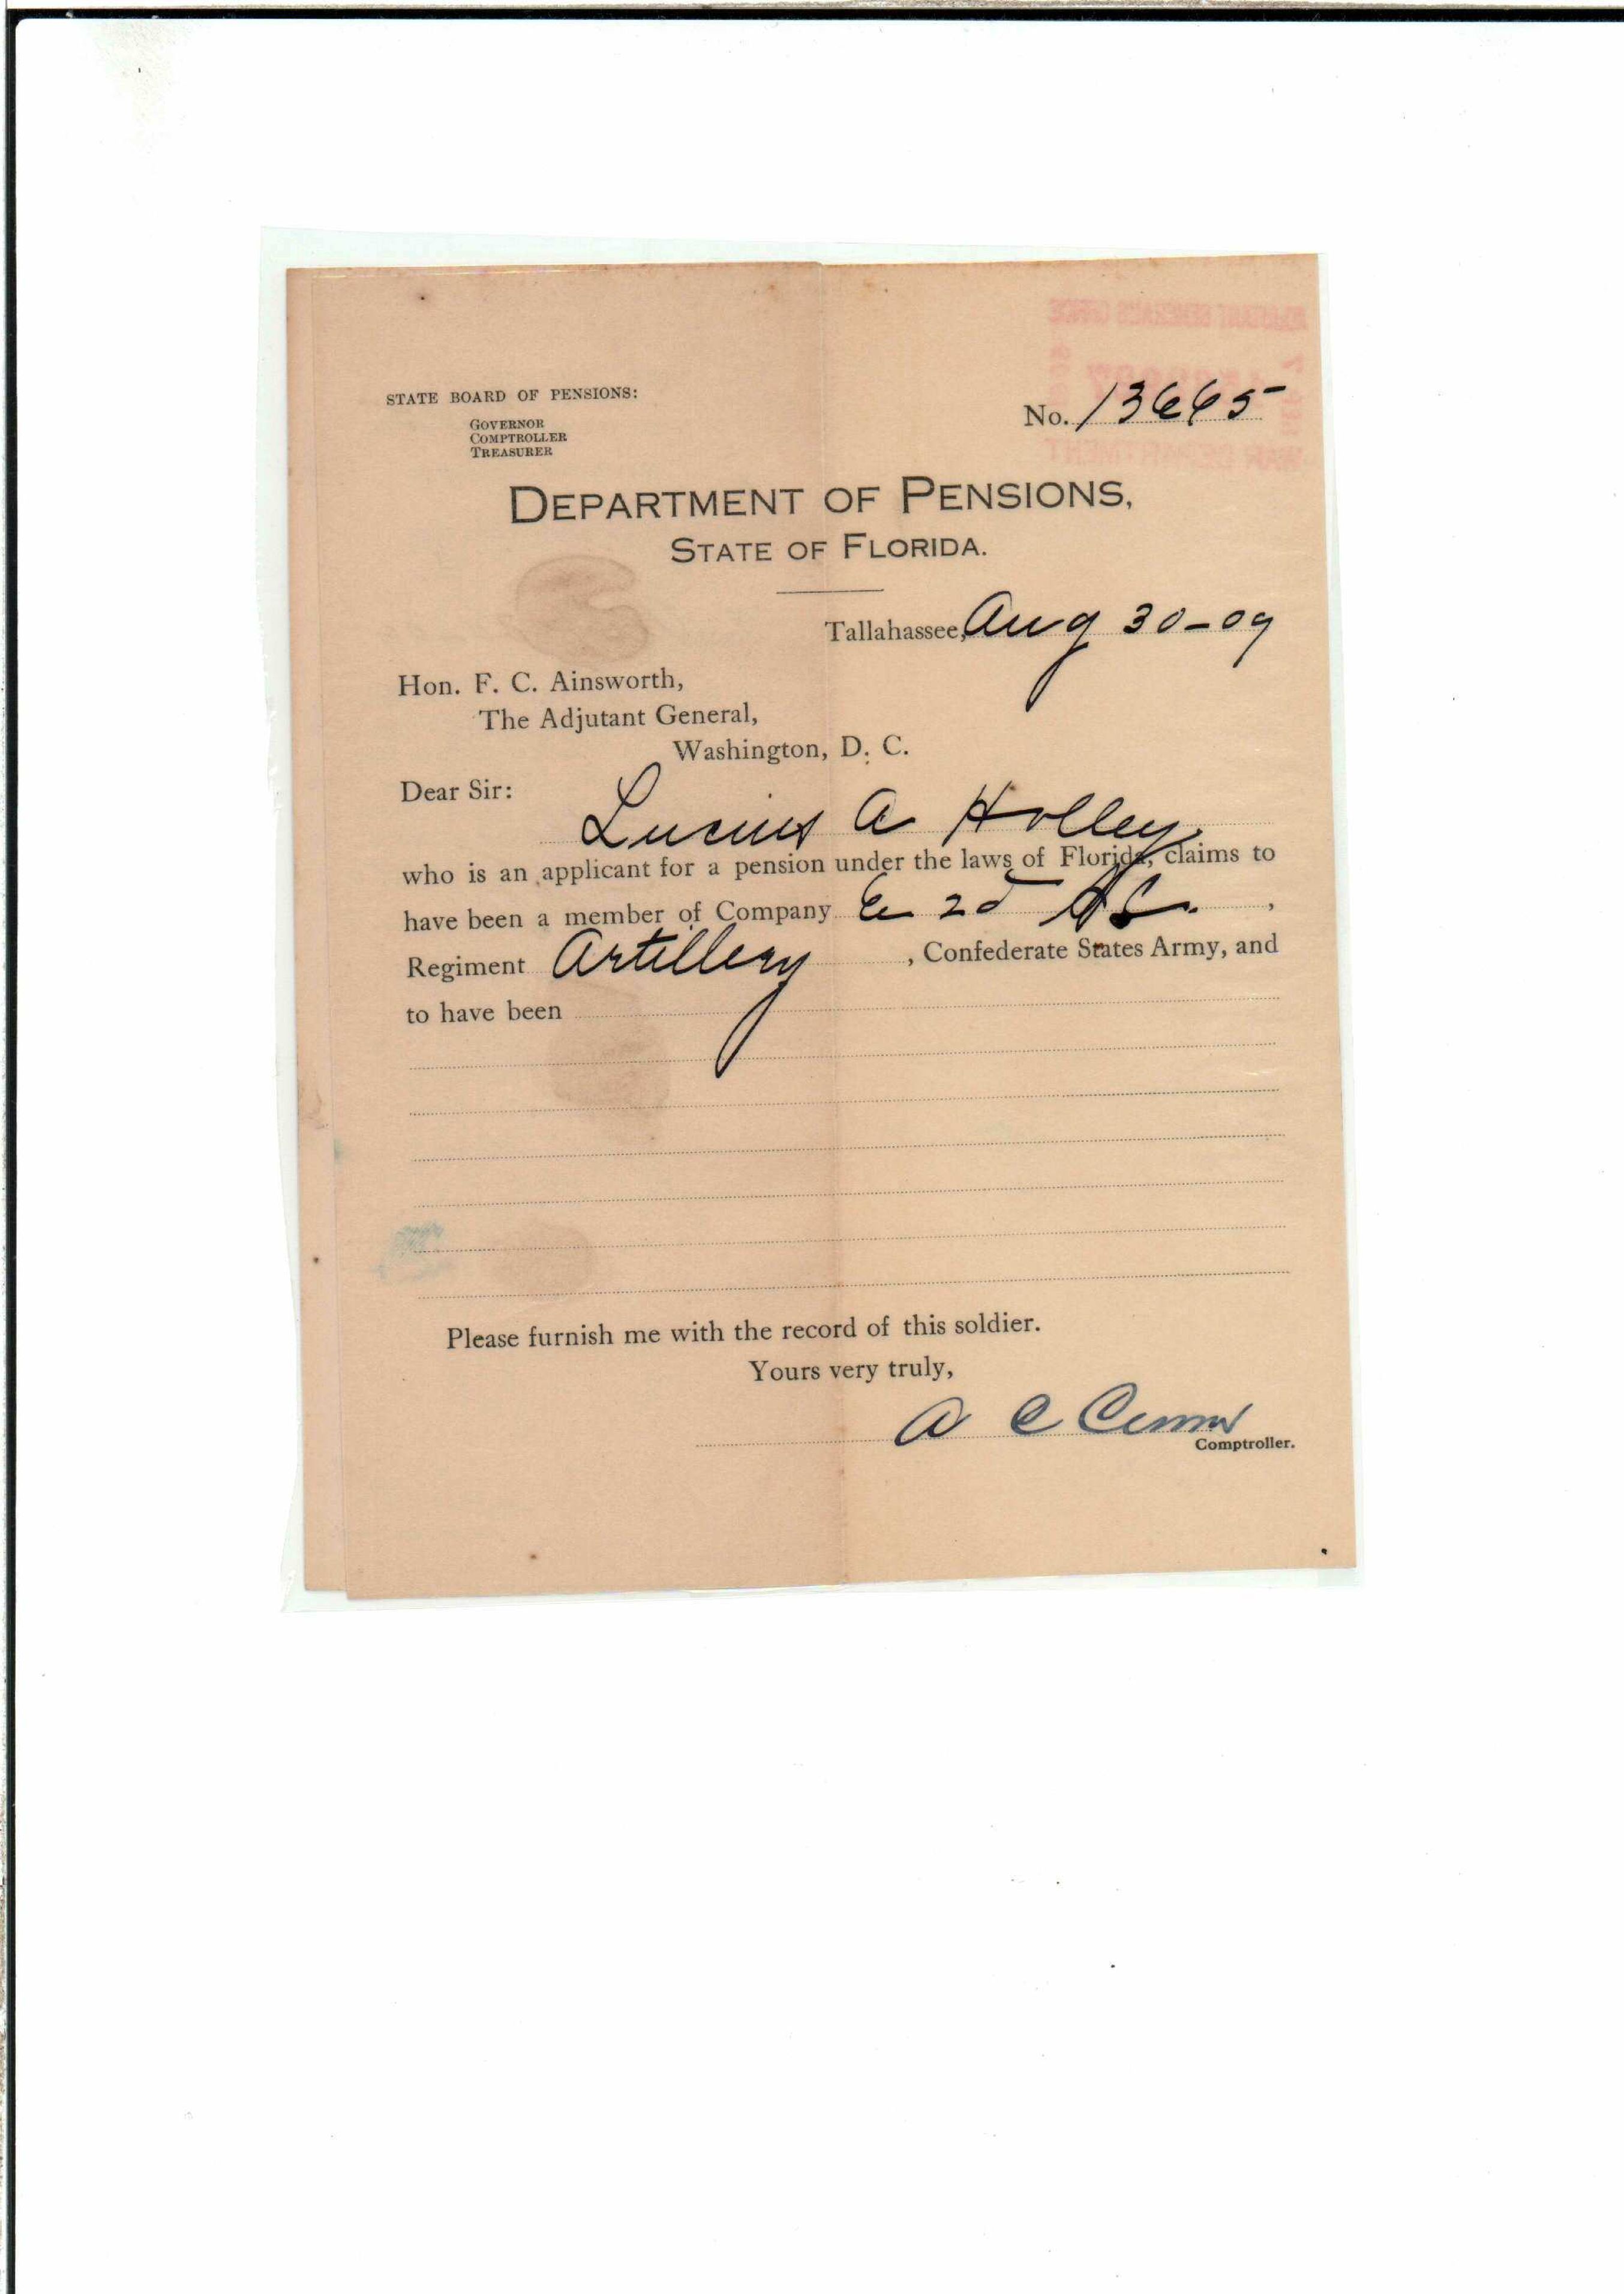 STATE BOARD OF PENSIONS:
GOVERNOR
COMPTROLLER
TREASURER
No. 13665
DEPARTMENT OF PENSIONS,
STATE OF FLORIDA.
Tallahassee, Aug 30-09
Hon. F. C. Ainsworth,
The Adjutant General,
Washington, D. C.
Dear Sir:
Lucius A Holley
who is an applicant for a pension under the laws of Florida, claims to
have been a member of Company 2d ,
Regiment Artillery , Confederate States Army, and
to have been
Please furnish me with the record of this soldier.
Yours very truly,
A C
Comptroller.